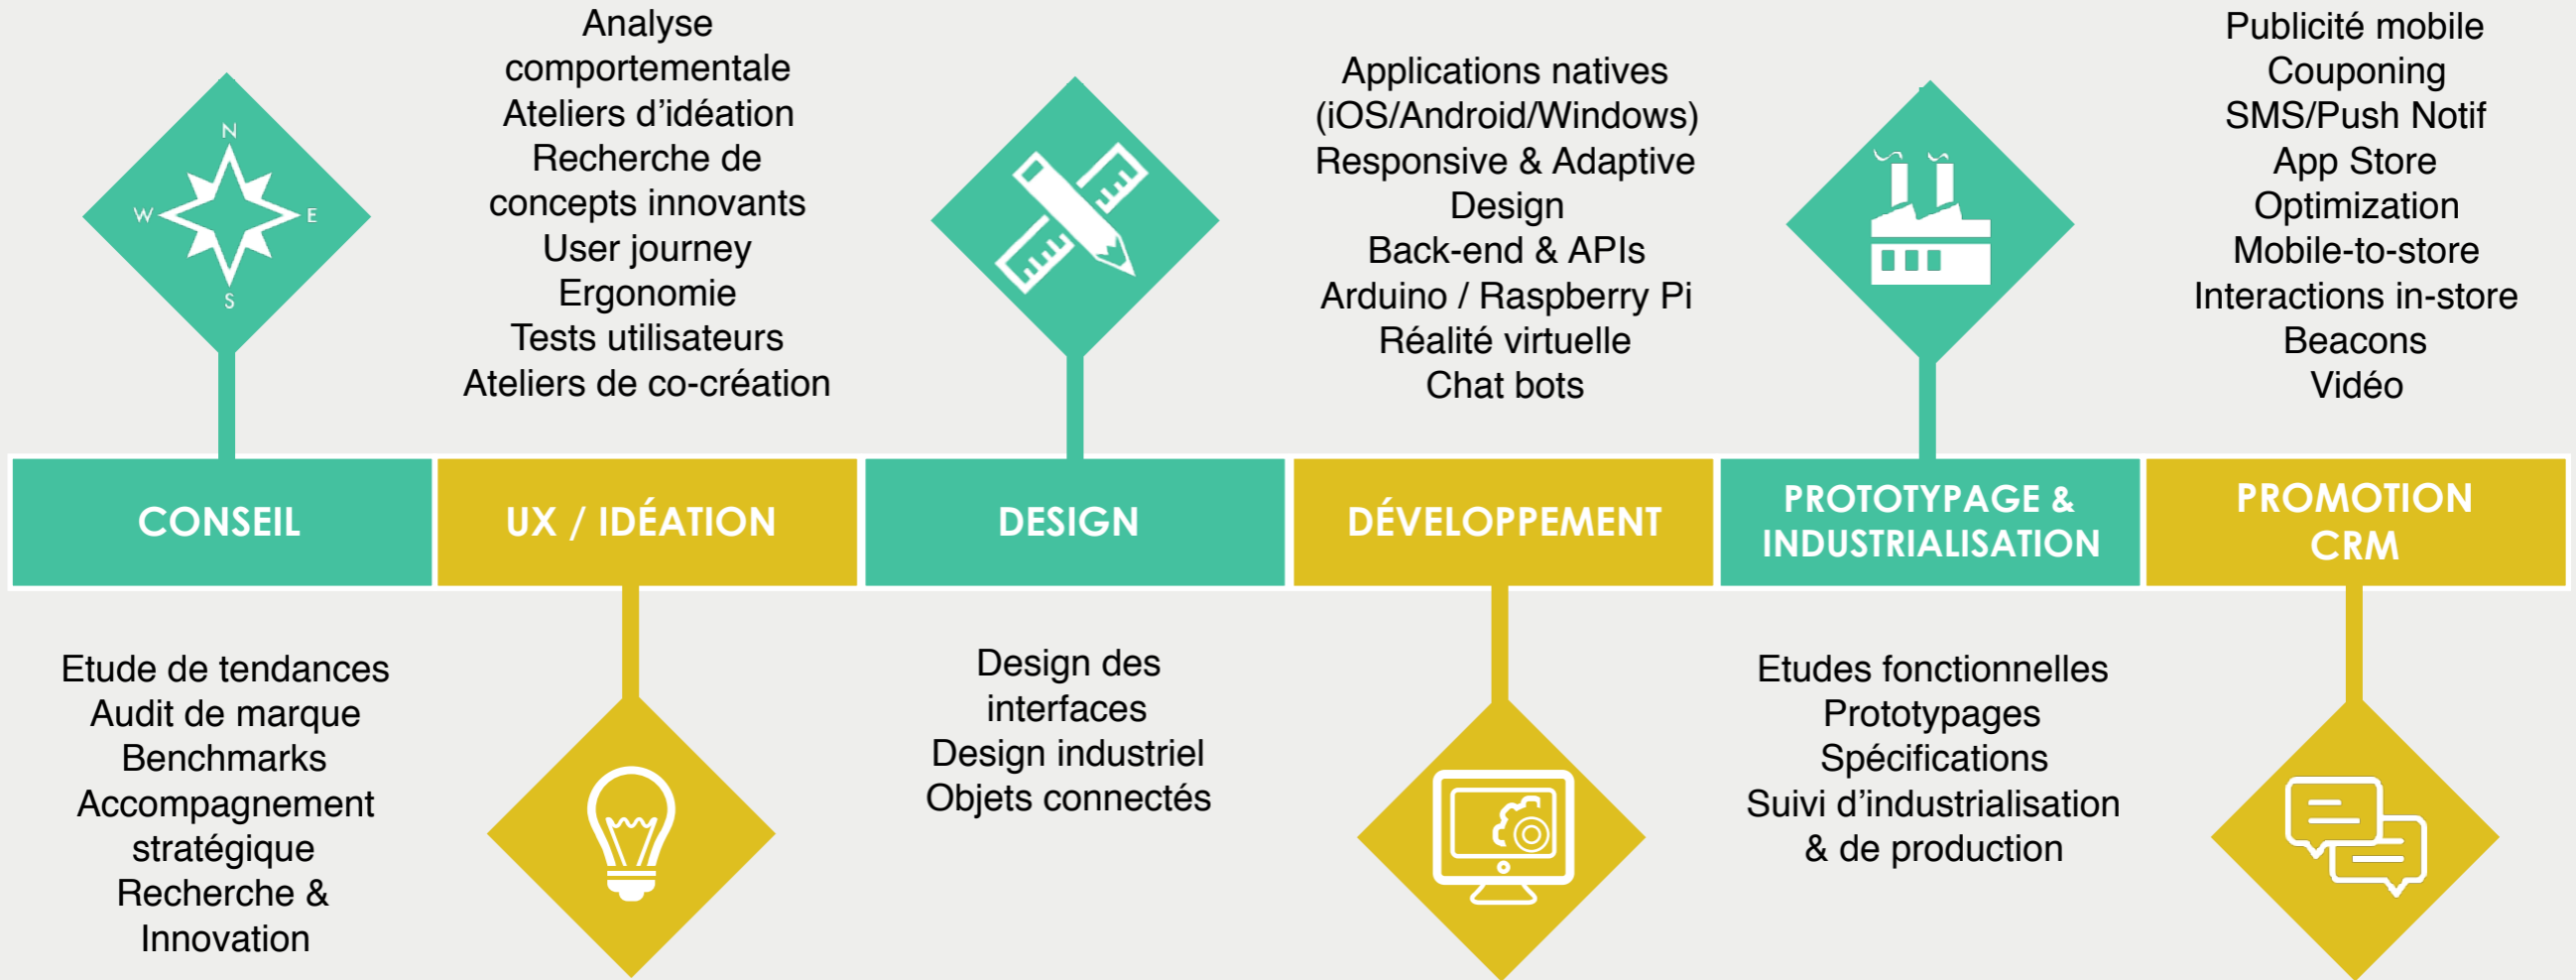 N
W
E
S
CONSEIL
Etude de tendances
Audit de marque
Benchmarks
Accompagnement
stratégique
Recherche &
Innovation
Analyse
comportementale
Ateliers d’idéation
Recherche de
concepts innovants
User journey
Ergonomie
Tests utilisateurs
Ateliers de co-création
UX / IDÉATION
DESIGN
Design des
interfaces
Design industriel
Objets connectés
Applications natives
(iOS/Android/Windows)
Responsive & Adaptive
Design
Back-end & APIs
Arduino / Raspberry Pi
Réalité virtuelle
Chat bots
DÉVELOPPEMENT
PROTOTYPAGE &
INDUSTRIALISATION
Etudes fonctionnelles
Prototypages
Spécifications
Suivi d’industrialisation
& de production
Publicité mobile
Couponing
SMS/Push Notif
App Store
Optimization
Mobile-to-store
Interactions in-store
Beacons
Vidéo
PROMOTION
CRM